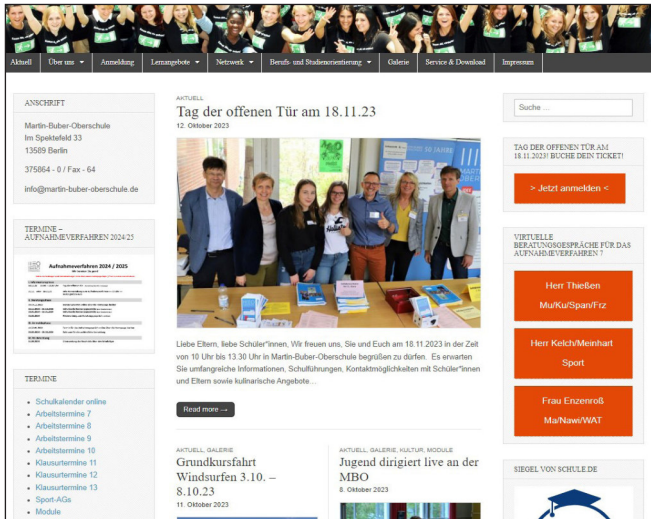 Aktuell Über uns Anmeldung Lernangebote Netzwerk Berufs- und Studienorientierung Galerie Service & Download Impressum
ANSCHRIFT
Martin-Buber-Oberschule
Im Spektefeld 33
13589 Berlin
375864 - 0 / Fax - 64
info@martin-buber-oberschule.de
TERMINE –
AUFNAHMEVERFAHREN 2024/25
Aufnahmeverfahren 2024 / 2025
TERMINE
Schulkalender online
Arbeitstermine 7
Arbeitstermine 8
Arbeitstermine 9
Arbeitstermine 10
Klausurtermine 11
Klausurtermine 12
Klausurtermine 13
Sport-AGs
Module
AKTUELL
Tag der offenen Tür am 18.11.23
12. Oktober 2023
Liebe Eltern, liebe Schüler*innen, Wir freuen uns, Sie und Euch am 18.11.2023 in der Zeit
von 10 Uhr bis 13.30 Uhr in Martin-Buber-Oberschule begrüßen zu dürfen. Es erwarten
Sie umfangreiche Informationen, Schulführungen, Kontaktmöglichkeiten mit Schüler*innen
und Eltern sowie kulinarische Angebote…
Read more →
AKTUELL, GALERIE
Grundkursfahrt
Windsurfen 3.10. –
8.10.23
11. Oktober 2023
AKTUELL, GALERIE, KULTUR, MODULE
Jugend dirigiert live an der
MBO
8. Oktober 2023
Suche …
TAG DER OFFENEN TÜR AM
18.11.2023! BUCHE DEIN TICKET!
> Jetzt anmelden <
VIRTUELLE
BERATUNGSGESPRÄCHE FÜR DAS
AUFNAHMEVERFAHREN 7
Herr Thießen
Mu/Ku/Span/Frz
Herr Kelch/Meinhart
Sport
Frau Enzenroß
Ma/Nawi/WAT
SIEGEL VON SCHULE.DE